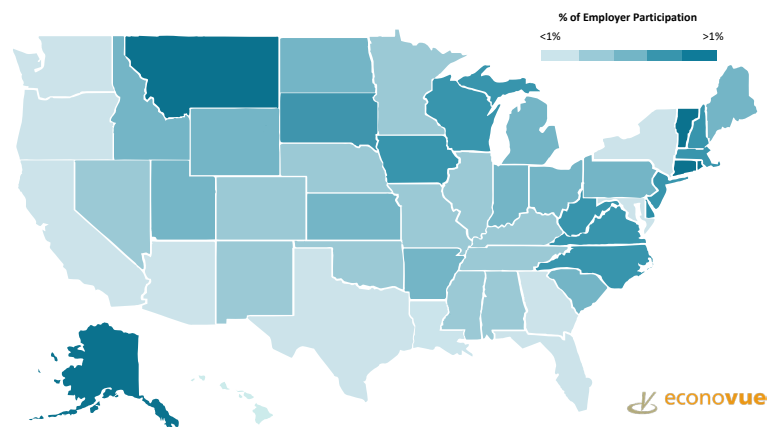 % of Employer Participation
<1% >1%
econovue